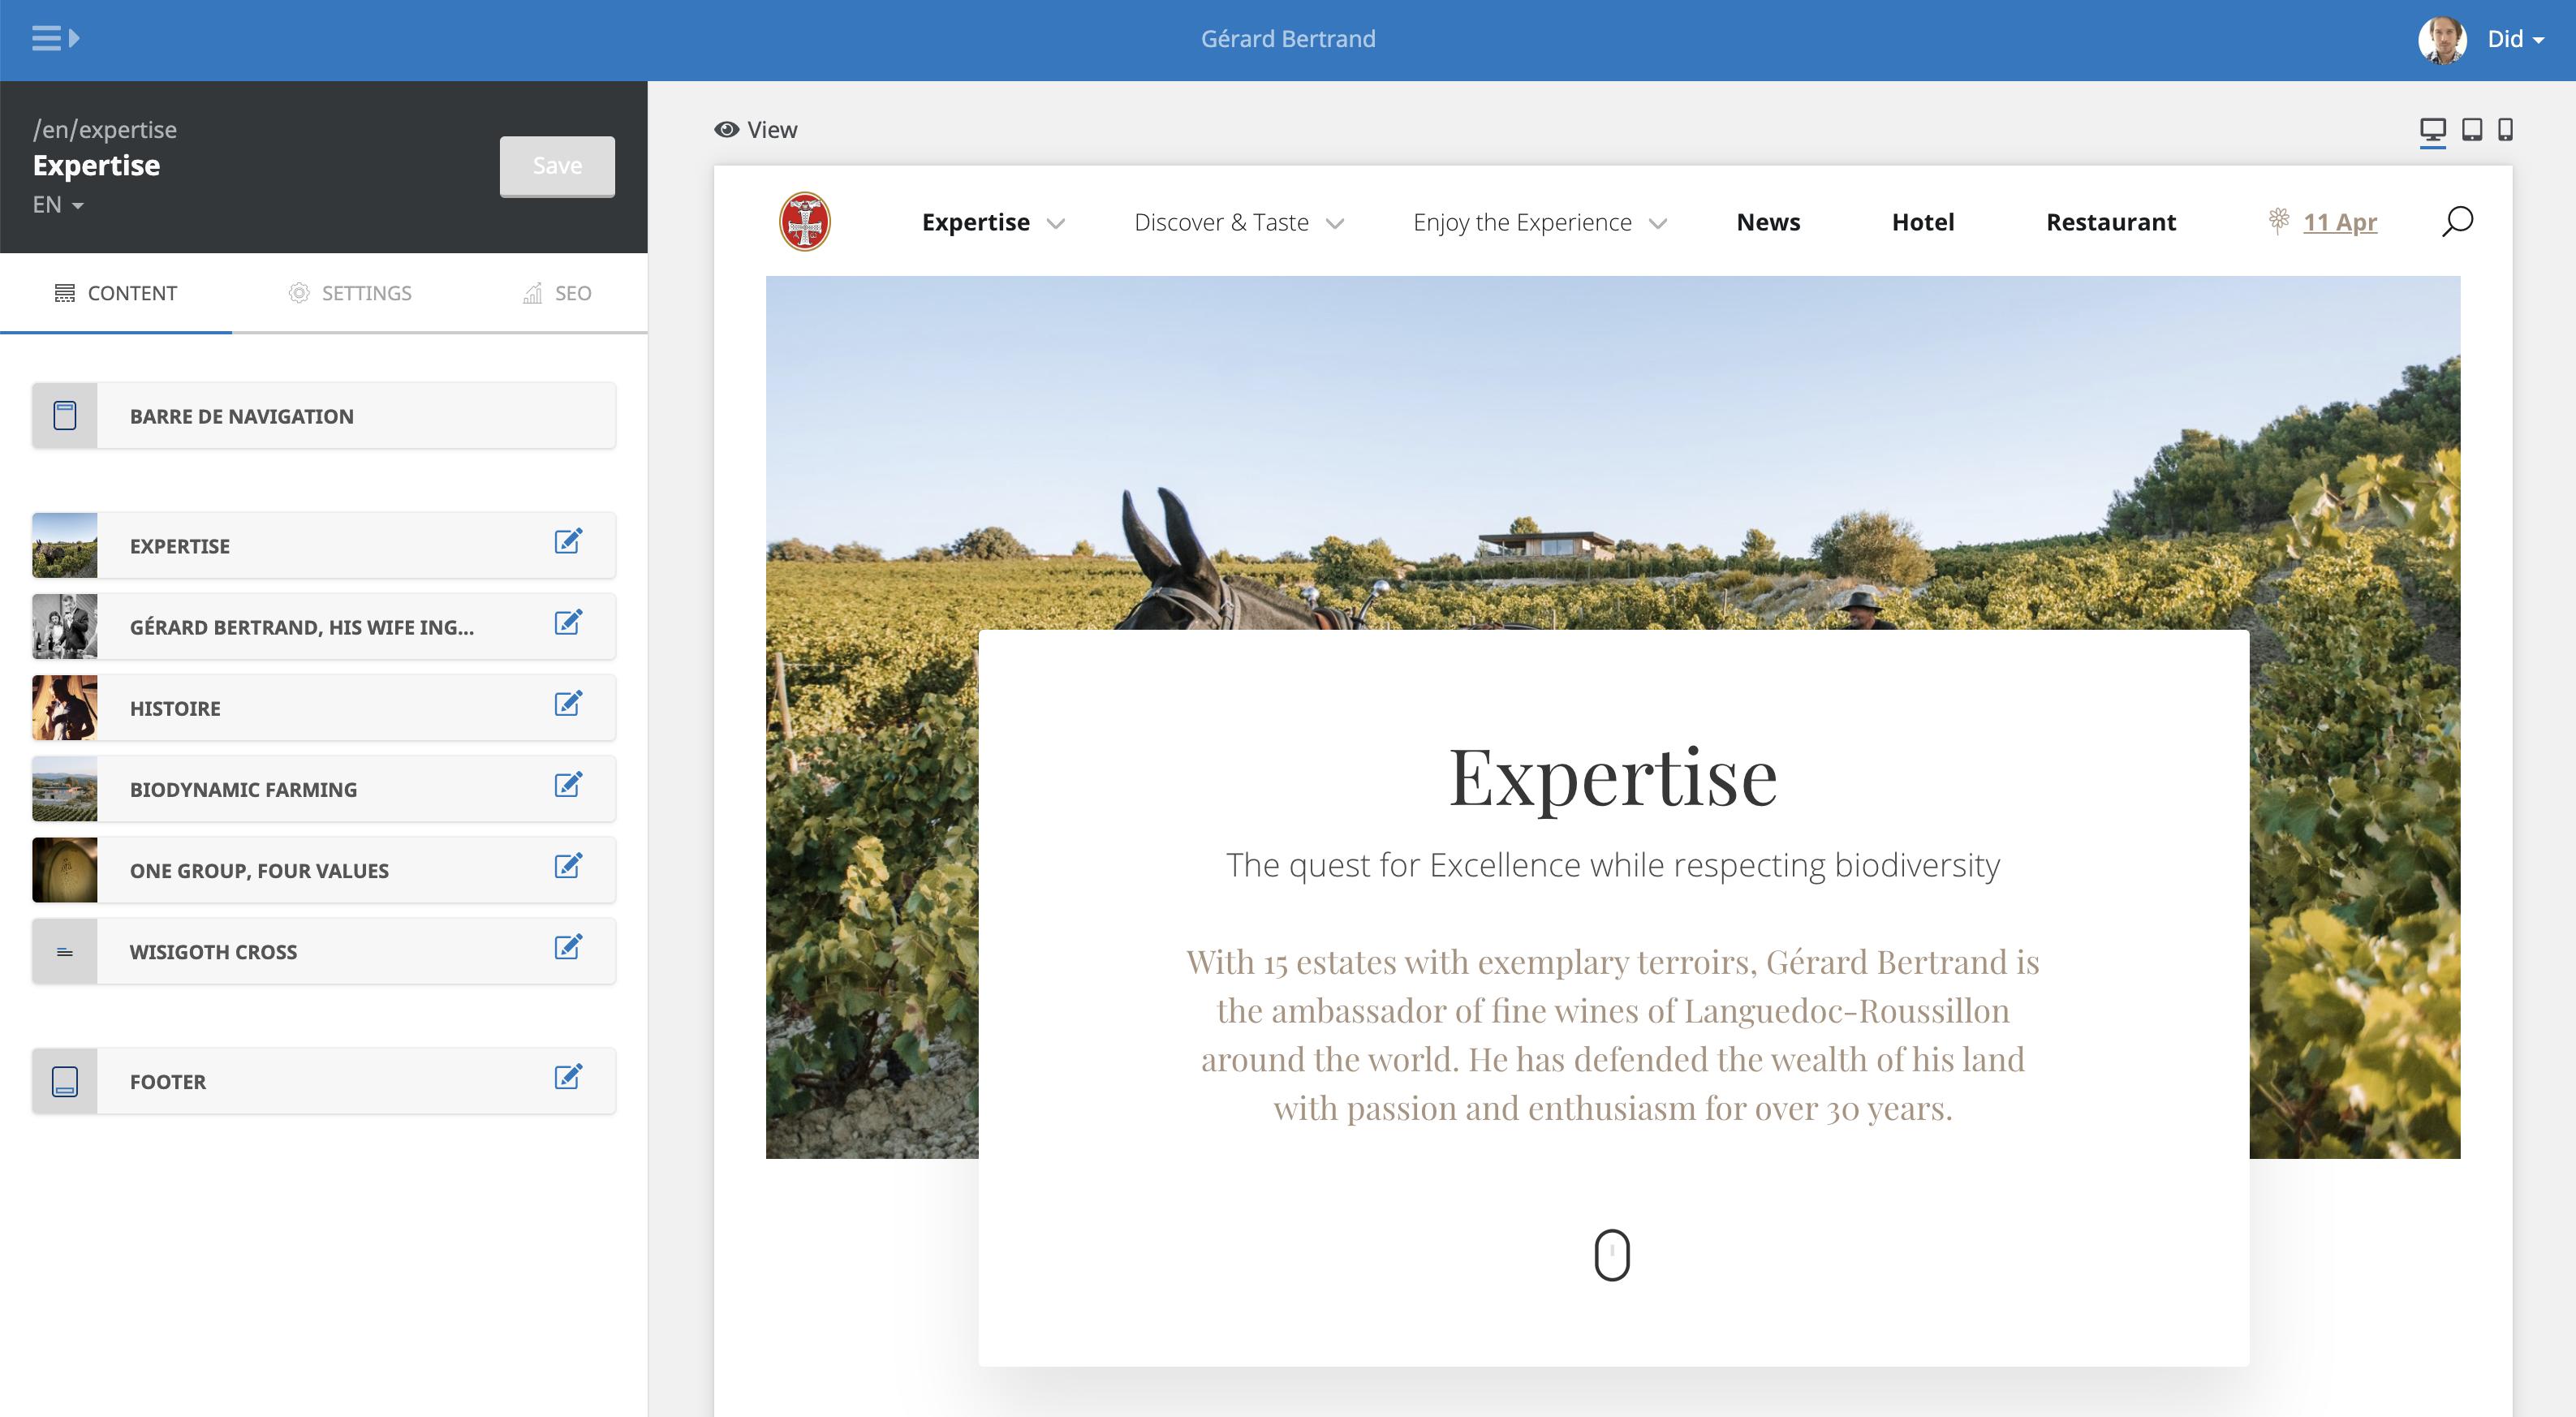 Gérard Bertrand
Did
/en/expertise
Expertise
EN
Save
CONTENT
SETTINGS
SEO
BARRE DE NAVIGATION
EXPERTISE
GÉRARD BERTRAND, HIS WIFE ING...
HISTOIRE
BIODYNAMIC FARMING
ONE GROUP, FOUR VALUES
WISIGOTH CROSS
FOOTER
View
Expertise
Discover & Taste
Enjoy the Experience
News
Hotel
Restaurant
11 Apr
Expertise
The quest for Excellence while respecting biodiversity
With 15 estates with exemplary terroirs, Gérard Bertrand is
the ambassador of fine wines of Languedoc-Roussillon
around the world. He has defended the wealth of his land
with passion and enthusiasm for over 30 years.